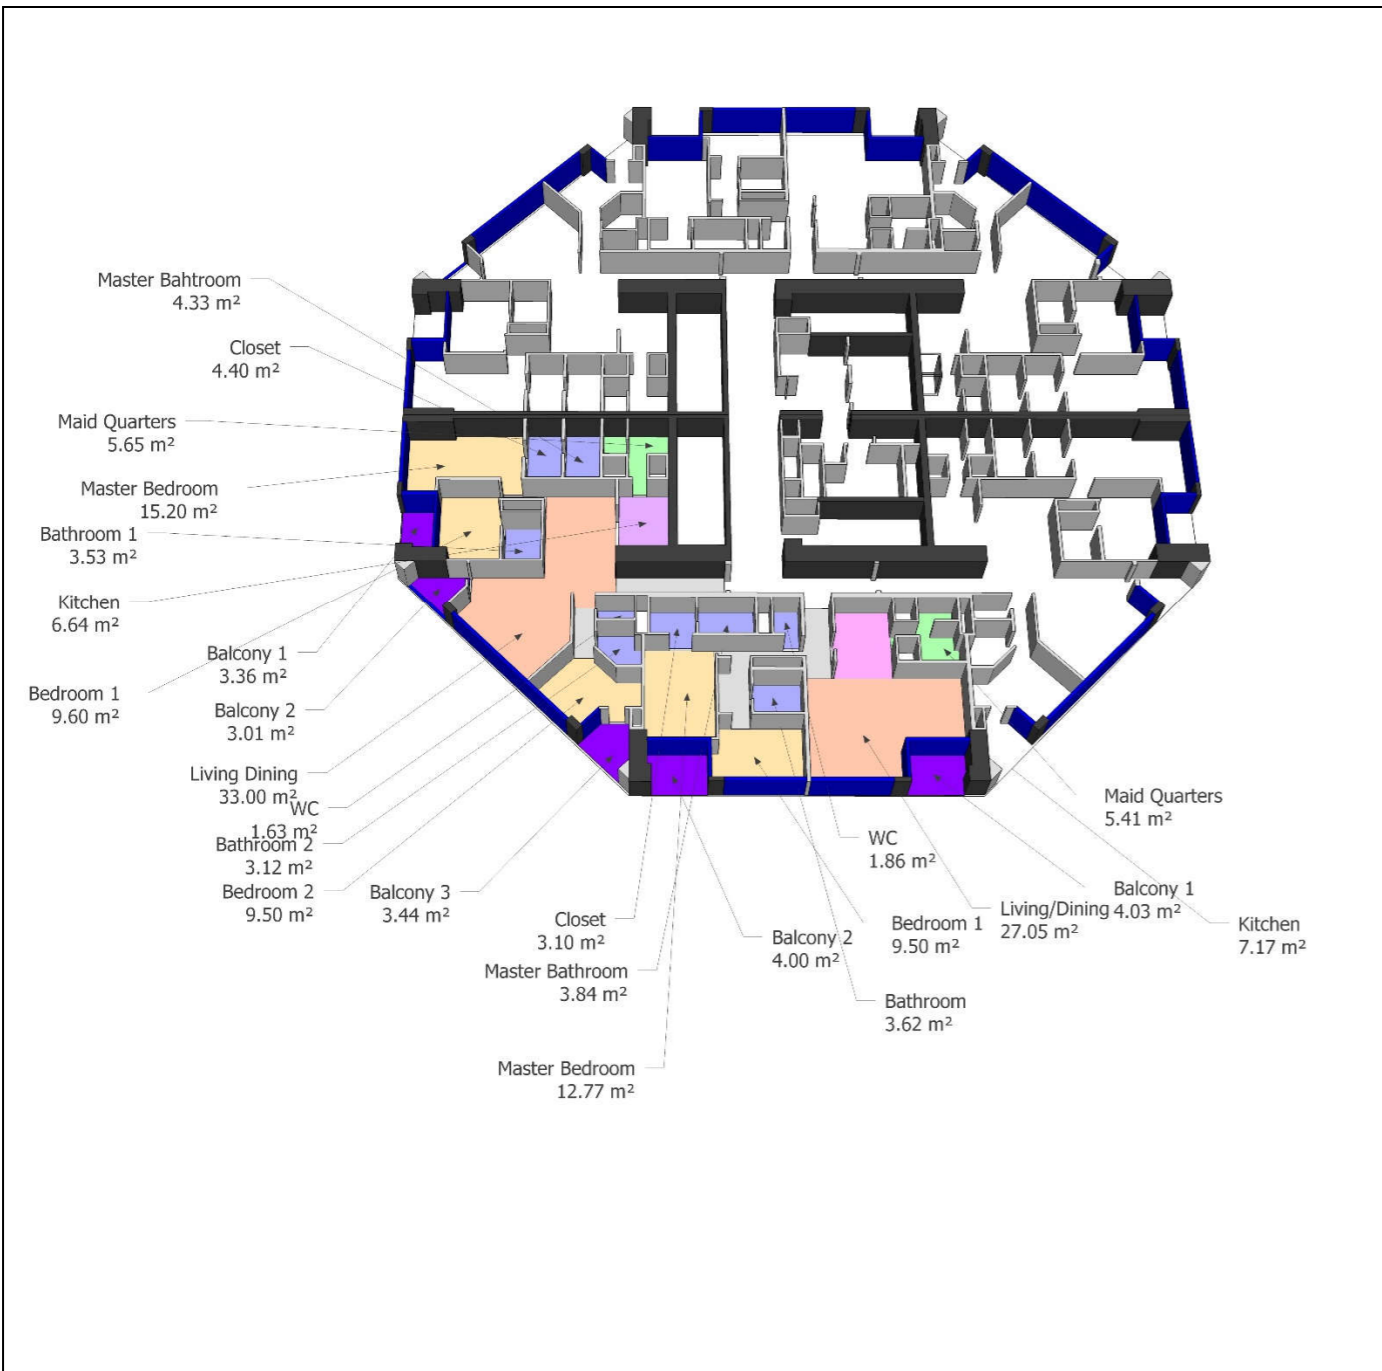 Master Bahtroom
4.33 m²
Closet
4.40 m²
Maid Quarters
5.65 m²
Master Bedroom
15.20 m²
Bathroom 1
3.53 m²
Kitchen
6.64 m²
Balcony 1
3.36 m²
Bedroom 1
9.60 m²
Balcony 2
3.01 m²
Living Dining
33.00 m²
WC
1.63 m²
Bathroom 2
3.12 m²
Bedroom 2
9.50 m²
Balcony 3
3.44 m²
Closet
3.10 m²
Master Bathroom
3.84 m²
Master Bedroom
12.77 m²
Balcony 2
4.00 m²
WC
1.86 m²
Bedroom 1
9.50 m²
Bathroom
3.62 m²
Living/Dining
27.05 m²
Maid Quarters
5.41 m²
Balcony 1
4.03 m²
Kitchen
7.17 m²